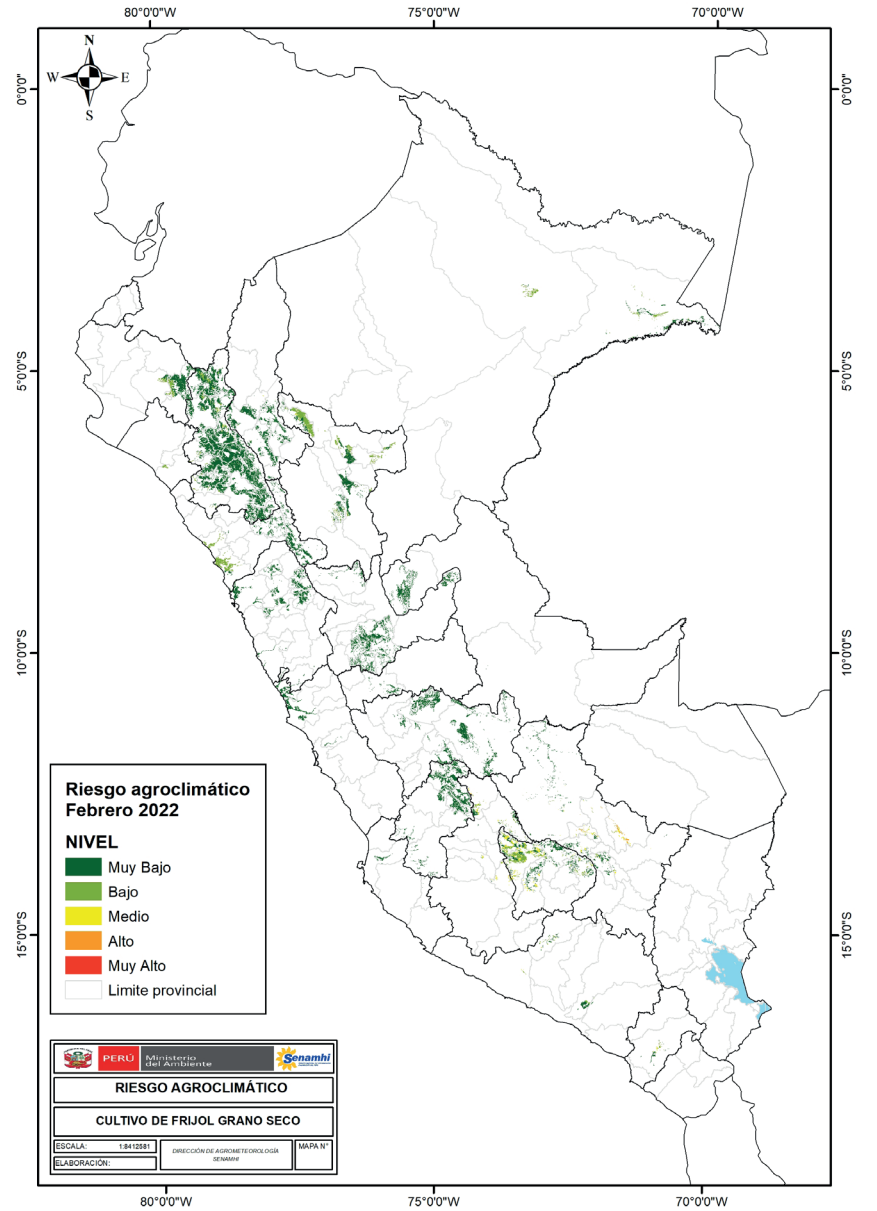 80°0'0"W
75°0'0"W
70°0'0"W
N
W
E
S
0°0'0"
0°0'0"
5°0'0"S
5°0'0"S
10°0'0"S
10°0'0"S
15°0'0"S
15°0'0"S
Riesgo agroclimático
Febrero 2022
NIVEL
Muy Bajo
Bajo
Medio
Alto
Muy Alto
Limite provincial
PERÚ
Ministerio
del Ambiente
Senamhi
RIESGO AGROCLIMÁTICO
CULTIVO DE FRIJOL GRANO SECO
ESCALA: 1:8412581
ELABORACIÓN:
DIRECCIÓN DE AGROMETEOROLOGÍA
SENAMHI
MAPA N°
80°0'0"W
75°0'0"W
70°0'0"W